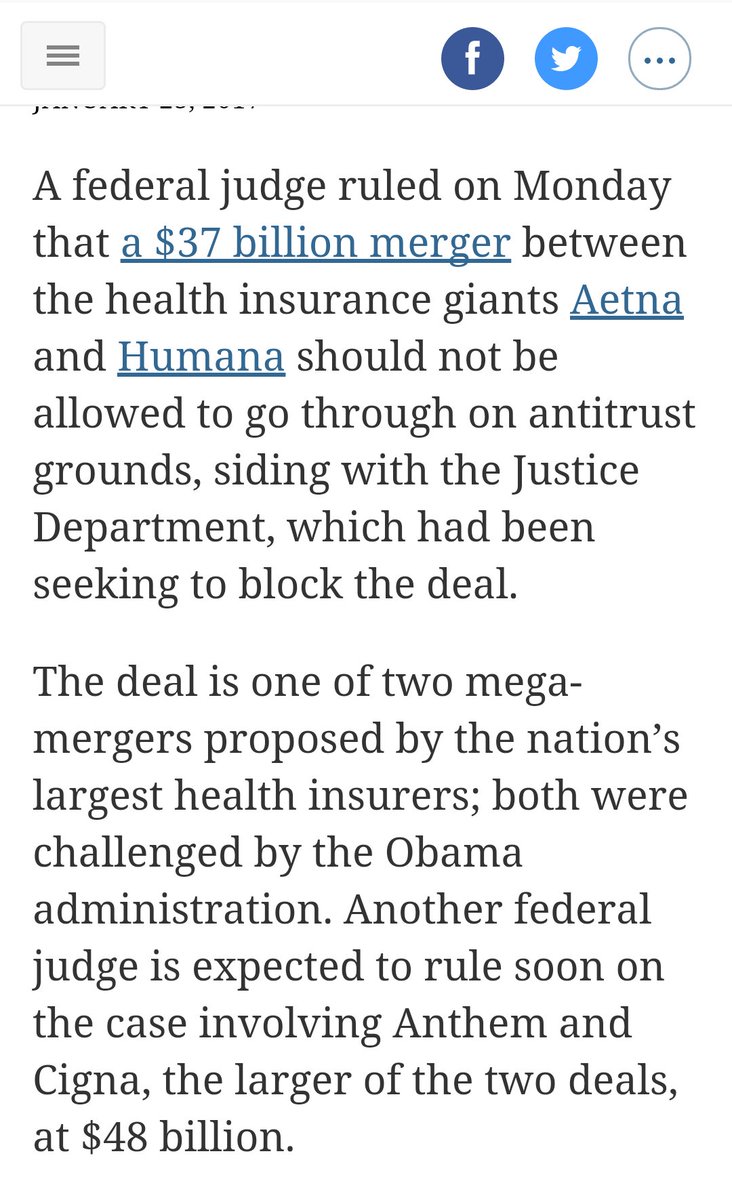 A federal judge ruled on Monday
that a $37 billion merger between
the health insurance giants Aetna
and Humana should not be
allowed to go through on antitrust
grounds, siding with the Justice
Department, which had been
seeking to block the deal.
The deal is one of two mega-
mergers proposed by the nation’s
largest health insurers; both were
challenged by the Obama
administration. Another federal
judge is expected to rule soon on
the case involving Anthem and
Cigna, the larger of the two deals,
at $48 billion.